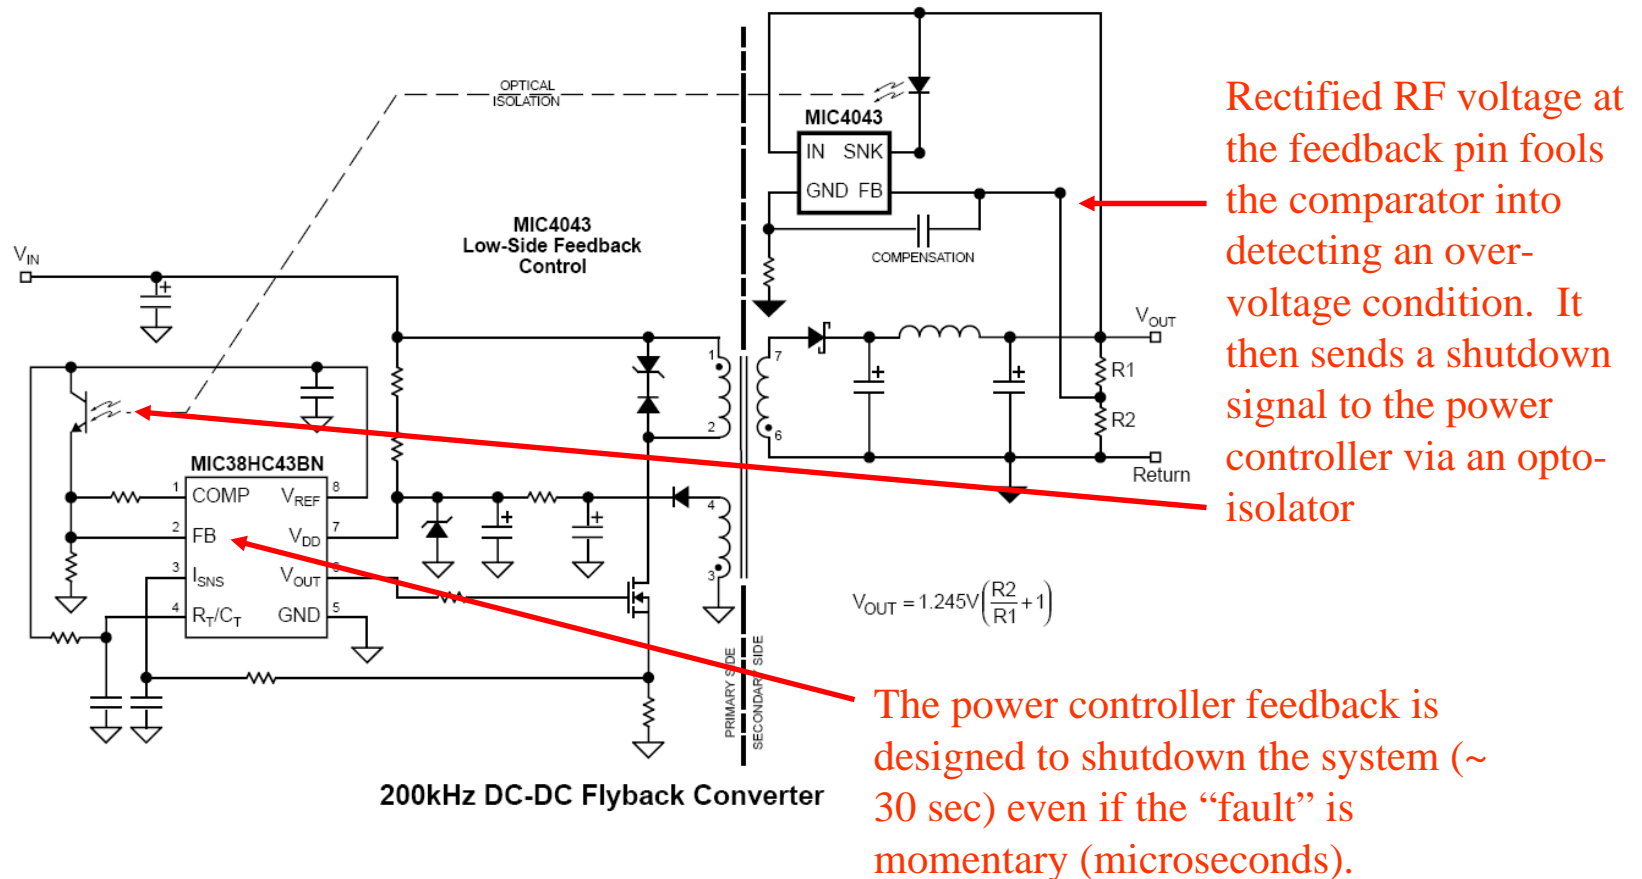 OPTICAL
ISOLATION
MIC4043
IN SNK
GND FB
COMPENSATION
MIC4043
Low-Side Feedback
Control
VIN
VOUT
R1
R2
Return
1
2
7
6
4
3
MIC38HC43BN
1 COMP VREF 8
2 FB VDD 7
3 ISNS VOUT 6
4 RT/CT GND 5
VOUT = 1.245V(R2/R1 + 1)
PRIMARY SIDE
SECONDARY SIDE
200kHz DC-DC Flyback Converter
Rectified RF voltage at
the feedback pin fools
the comparator into
detecting an over-
voltage condition. It
then sends a shutdown
signal to the power
controller via an opto-
isolator
The power controller feedback is
designed to shutdown the system (~
30 sec) even if the “fault” is
momentary (microseconds).